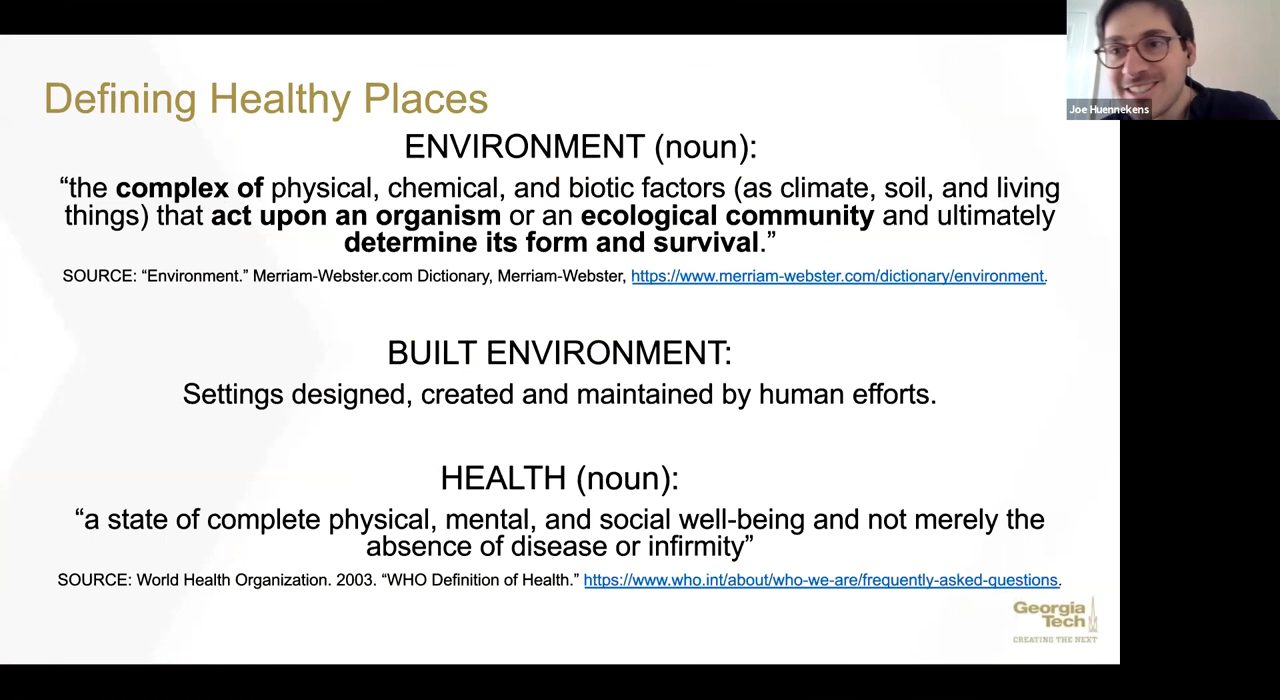 Joe Huennekens
Defining Healthy Places
ENVIRONMENT (noun):
“the complex of physical, chemical, and biotic factors (as climate, soil, and living
things) that act upon an organism or an ecological community and ultimately
determine its form and survival.”
SOURCE: “Environment.” Merriam-Webster.com Dictionary, Merriam-Webster, https://www.merriam-webster.com/dictionary/environment.
BUILT ENVIRONMENT:
Settings designed, created and maintained by human efforts.
HEALTH (noun):
“a state of complete physical, mental, and social well-being and not merely the
absence of disease or infirmity”
SOURCE: World Health Organization. 2003. “WHO Definition of Health.” https://www.who.int/about/who-we-are/frequently-asked-questions.
Georgia
Tech
CREATING THE NEXT